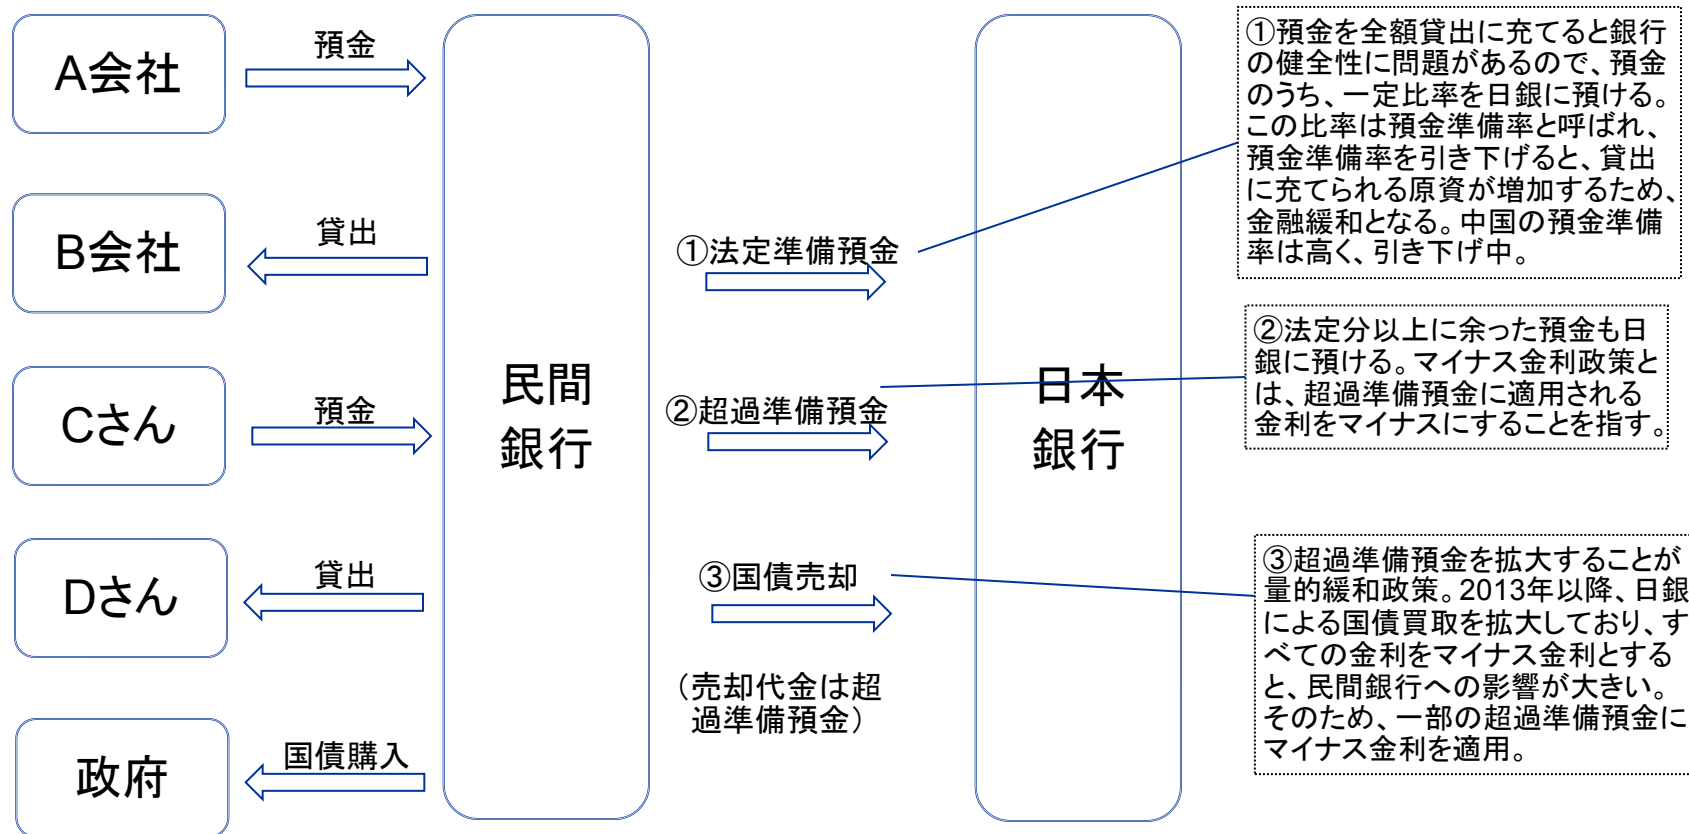 A会社
預金
B会社
貸出
Cさん
預金
Dさん
貸出
政府
国債購入
民間
銀行
①法定準備預金
②超過準備預金
③国債売却
（売却代金は超
過準備預金）
日本
銀行
①預金を全額貸出に充てると銀行
の健全性に問題があるので、預金
のうち、一定比率を日銀に預ける。
この比率は預金準備率と呼ばれ、
預金準備率を引き下げると、貸出
に充てられる原資が増加するため、
金融緩和となる。中国の預金準備
率は高く、引き下げ中。
②法定分以上に余った預金も日
銀に預ける。マイナス金利政策と
は、超過準備預金に適用される
金利をマイナスにすることを指す。
③超過準備預金を拡大することが
量的緩和政策。2013年以降、日銀
による国債買取を拡大しており、す
べての金利をマイナス金利とする
と、民間銀行への影響が大きい。
そのため、一部の超過準備預金に
マイナス金利を適用。